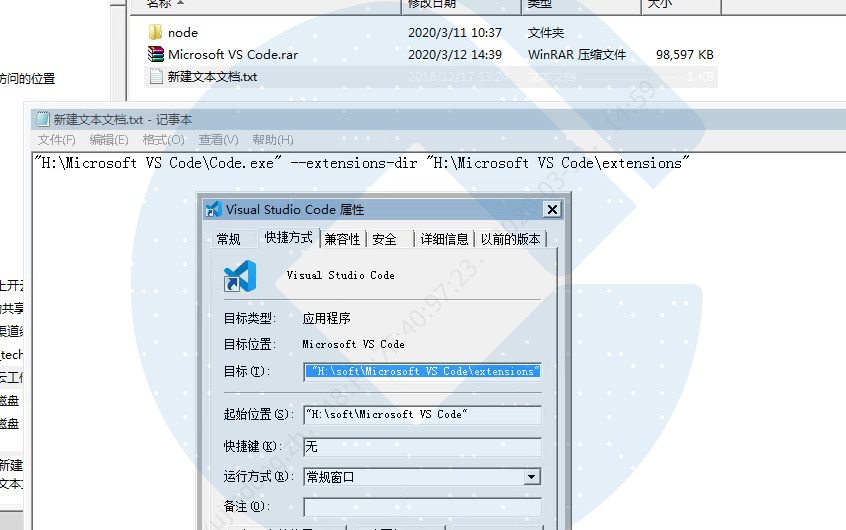 名称 修改日期 类型 大小
node 2020/3/11 10:37 文件夹
Microsoft VS Code.rar 2020/3/12 14:39 WinRAR 压缩文件 98,597 KB
新建文本文档.txt 2018/12/17 13:24 文本文档 1 KB
访问的位置
新建文本文档.txt - 记事本
文件(F) 编辑(E) 格式(O) 查看(V) 帮助(H)
"H:\Microsoft VS Code\Code.exe" --extensions-dir "H:\Microsoft VS Code\extensions"
Visual Studio Code 属性
常规 快捷方式 兼容性 安全 详细信息 以前的版本
Visual Studio Code
目标类型: 应用程序
目标位置: Microsoft VS Code
目标(T): "H:\soft\Microsoft VS Code\extensions"
起始位置(S): "H:\soft\Microsoft VS Code"
快捷键(K): 无
运行方式(R): 常规窗口
备注(O):
上开云
的共享
渠道
_tech
云工作
磁盘
磁盘
新建
文本